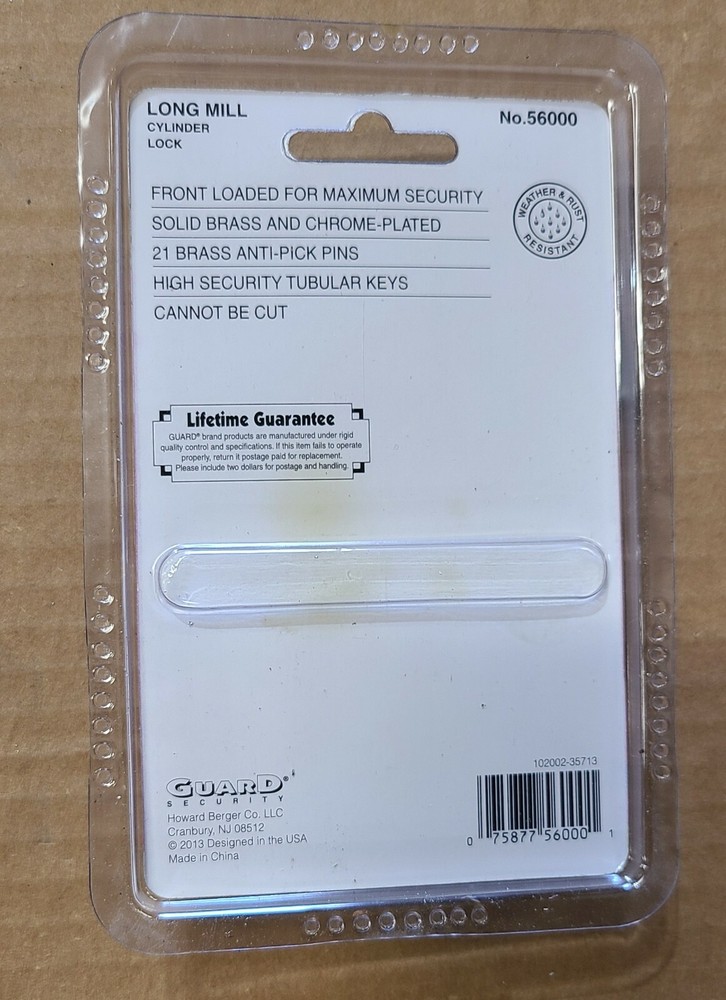 LONG MILL
CYLINDER
LOCK
No.56000
FRONT LOADED FOR MAXIMUM SECURITY
SOLID BRASS AND CHROME-PLATED
21 BRASS ANTI-PICK PINS
HIGH SECURITY TUBULAR KEYS
CANNOT BE CUT
WEATHER & RUST
RESISTANT
Lifetime Guarantee
GUARD® brand products are manufactured under rigid
quality control and specifications. If this item fails to operate
properly, return it postage paid for replacement.
Please include two dollars for postage and handling.
GUARD®
SECURITY
Howard Berger Co. LLC
Cranbury, NJ 08512
© 2013 Designed in the USA
Made in China
102002-35713
0 75877 56000 1